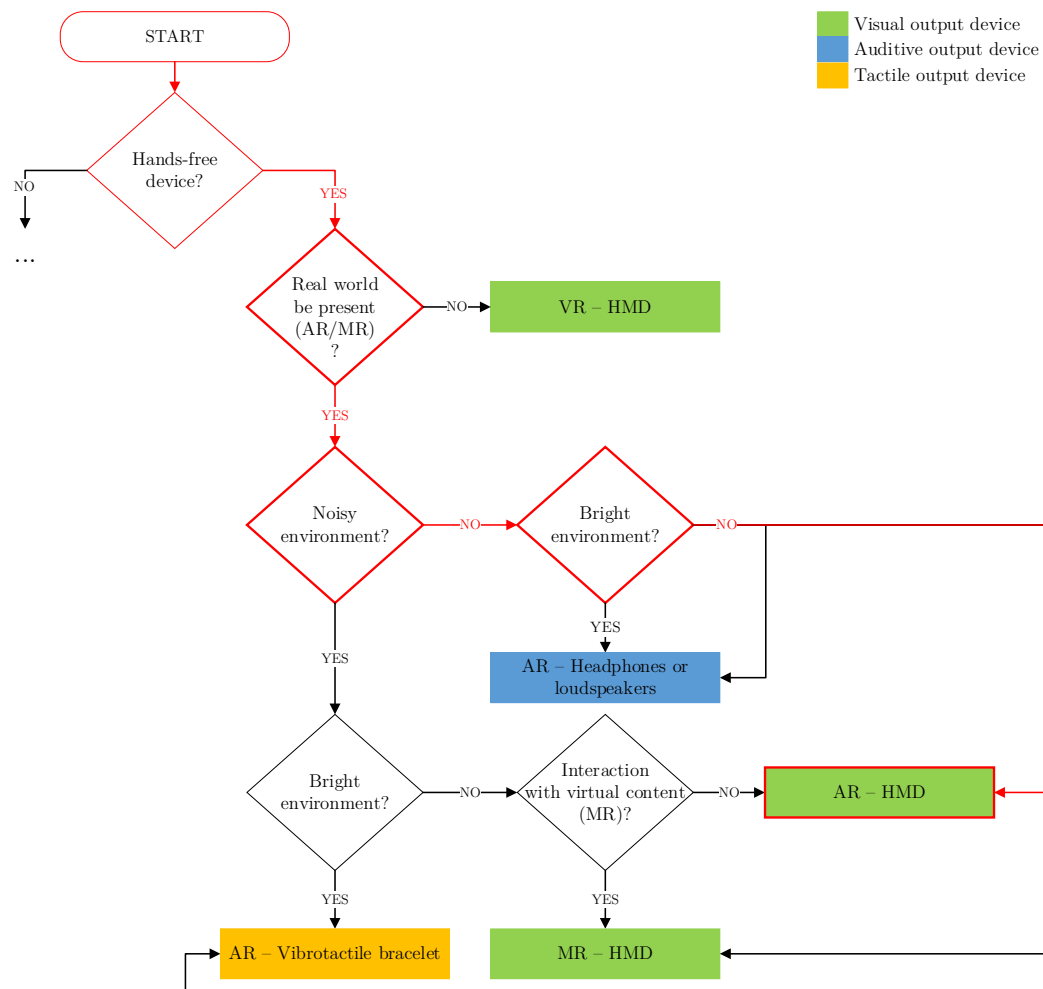 START
Visual output device
Auditive output device
Tactile output device
Hands-free
device?
NO
YES
...
Real world
be present
(AR/MR)
?
NO
VR – HMD
YES
Noisy
environment?
NO
Bright
environment?
NO
YES
YES
AR – Headphones or
loudspeakers
Bright
environment?
NO
Interaction
with virtual content
(MR)?
NO
AR – HMD
YES
YES
AR – Vibrotactile bracelet
MR – HMD